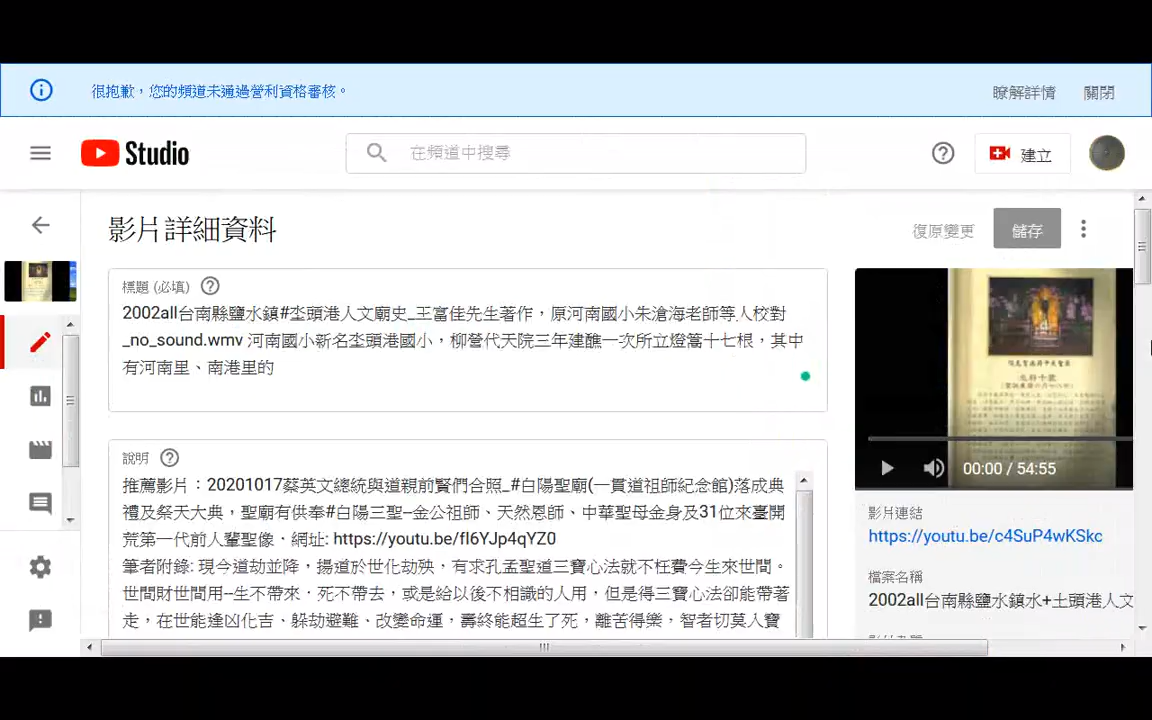 很抱歉，您的頻道未通過營利資格審核。
瞭解詳情
關閉
Studio
在頻道中搜尋
建立
影片詳細資料
復原變更
儲存
標題 (必填)
2002all台南縣鹽水鎮#坔頭港人文廟史_王富佳先生著作，原河南國小朱滄海老師等人校對
_no_sound.wmv 河南國小新名坔頭港國小，柳營代天院三年建醮一次所立燈篙十七根，其中
有河南里、南港里的
說明
推薦影片：20201017蔡英文總統與道親前賢們合照_#白陽聖廟(一貫道祖師紀念館)落成典
禮及祭天大典，聖廟有供奉#白陽三聖─金公祖師、天然恩師、中華聖母金身及31位來臺開
荒第一代前人輩聖像．網址: https://youtu.be/fl6YJp4qYZ0
筆者附錄: 現今道劫並降，揚道於世化劫殃，有求孔孟聖道三寶心法就不枉費今生來世間。
世間財世間用─生不帶來．死不帶去，或是給以後不相識的人用，但是得三寶心法卻能帶著
走，在世能逢凶化吉、躲劫避難、改變命運，壽終能超生了死，離苦得樂，智者切莫入寶
00:00 / 54:55
影片連結
https://youtu.be/c4SuP4wKSkc
檔案名稱
2002all台南縣鹽水鎮水+土頭港人文